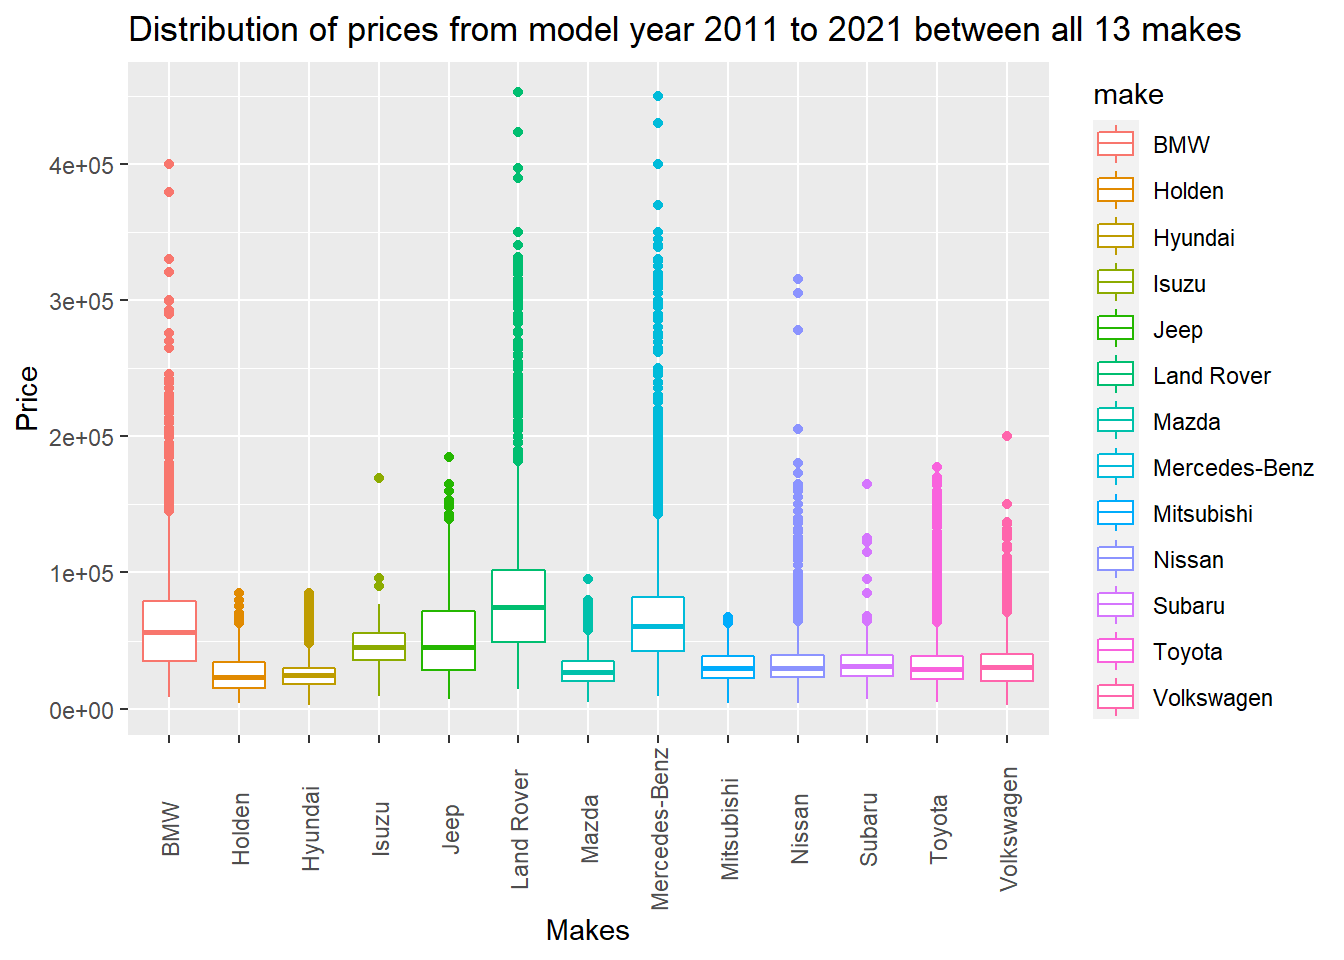 Distribution of prices from model year 2011 to 2021 between all 13 makes
Price
4e+05
3e+05
2e+05
1e+05
0e+00
BMW
Holden
Hyundai
Isuzu
Jeep
Land Rover
Mazda
Mercedes-Benz
Mitsubishi
Nissan
Subaru
Toyota
Volkswagen
Makes
make
BMW
Holden
Hyundai
Isuzu
Jeep
Land Rover
Mazda
Mercedes-Benz
Mitsubishi
Nissan
Subaru
Toyota
Volkswagen